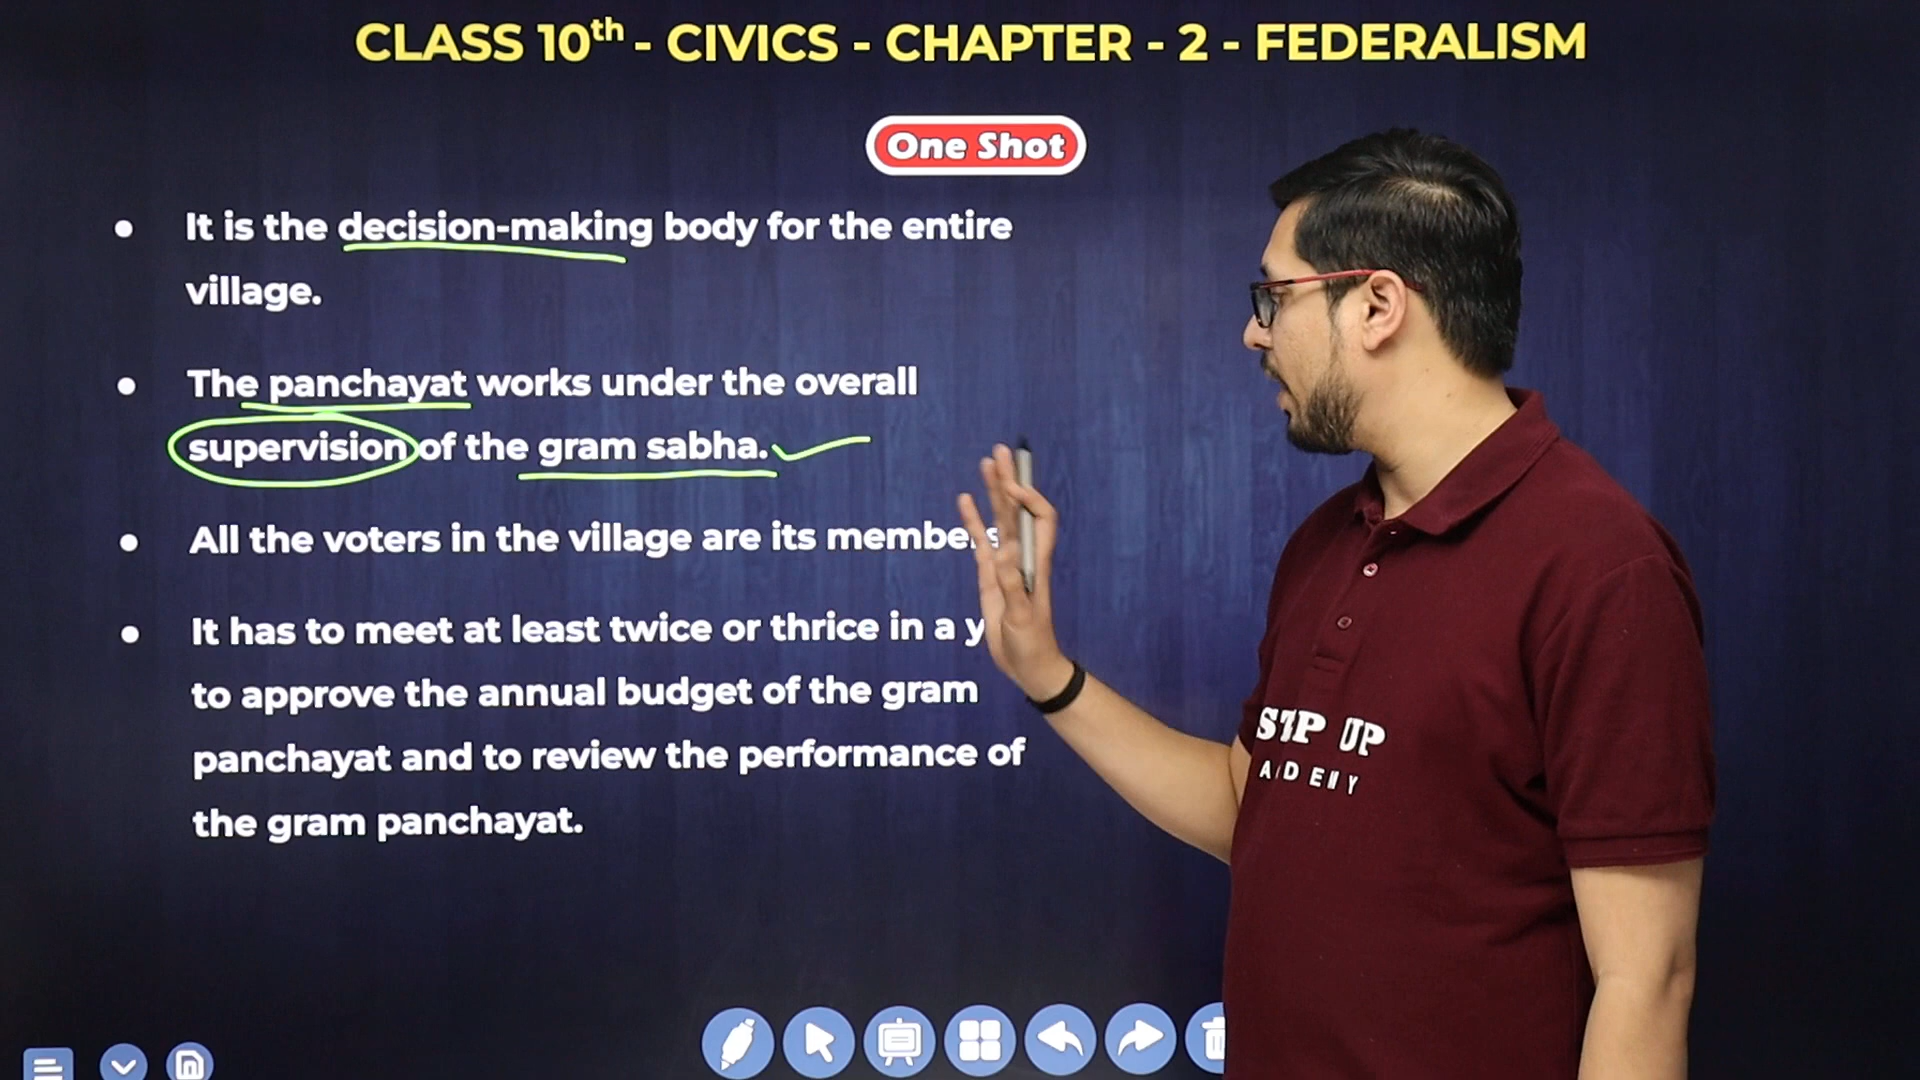 CLASS 10th - CIVICS - CHAPTER - 2 - FEDERALISM
One Shot
• It is the decision-making body for the entire
village.
• The panchayat works under the overall
supervision of the gram sabha.
• All the voters in the village are its members
• It has to meet at least twice or thrice in a y
to approve the annual budget of the gram
panchayat and to review the performance of
the gram panchayat.
UP